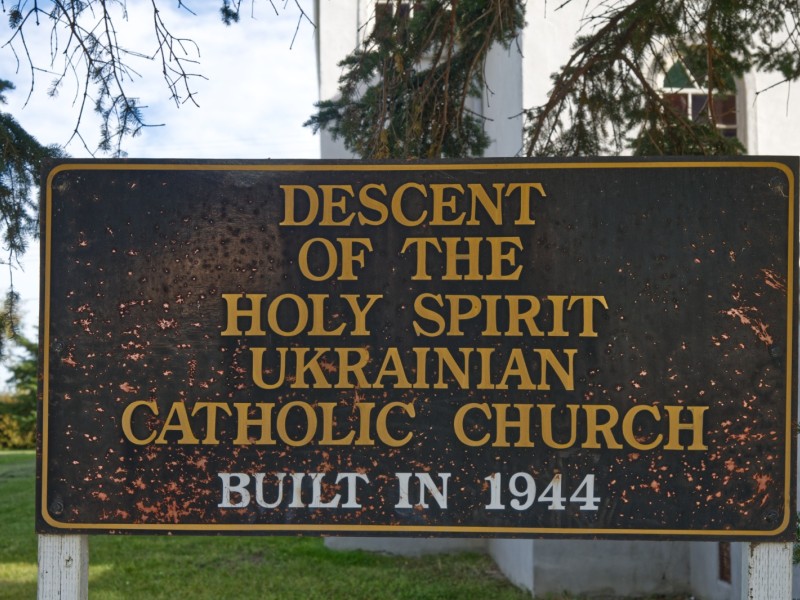 DESCENT
OF THE
HOLY SPIRIT
UKRAINIAN
CATHOLIC CHURCH
BUILT IN 1944